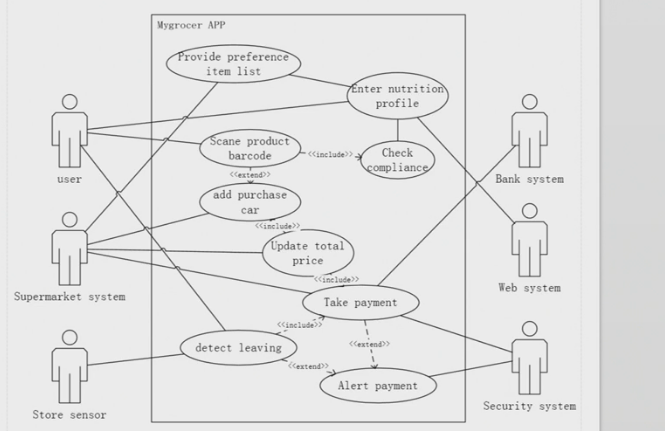 Mygrocer APP
Provide preference
item list
Enter nutrition
profile
Scane product
barcode
<<include>>
Check
compliance
<<extend>>
user
Bank system
add purchase
car
<<include>>
Update total
price
<<include>>
Supermarket system
Web system
Take payment
<<include>>
detect leaving
<<extend>>
<<extend>>
Alert payment
Store sensor
Security system